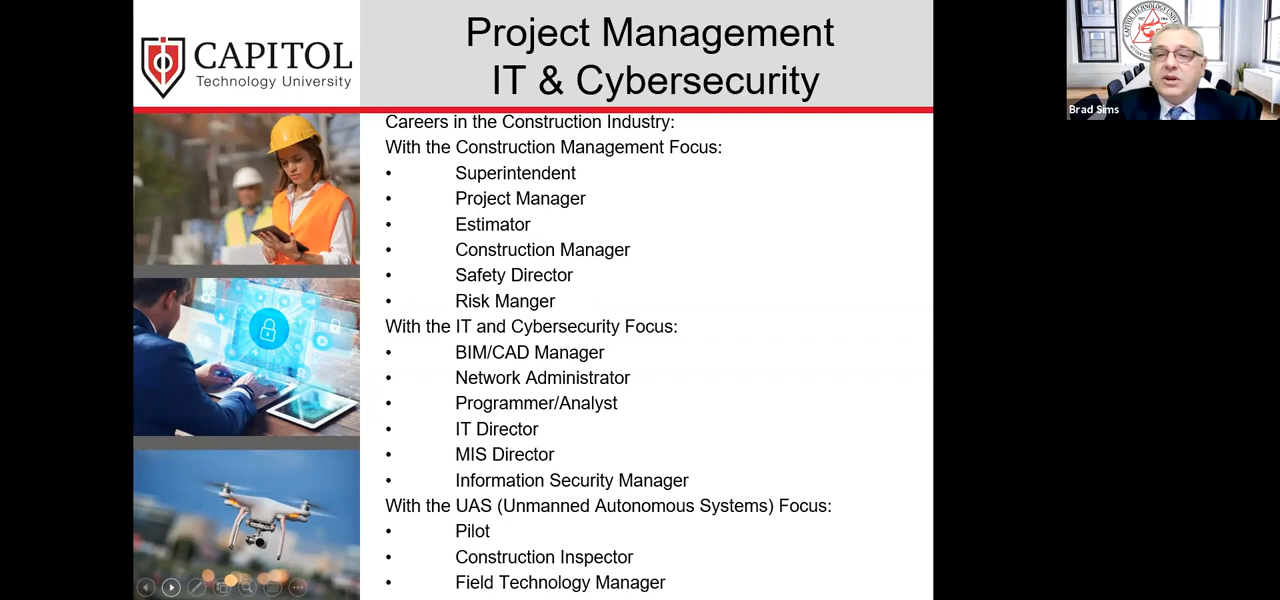 CAPITOL
Technology University
Project Management
IT & Cybersecurity
Careers in the Construction Industry:
With the Construction Management Focus:
• Superintendent
• Project Manager
• Estimator
• Construction Manager
• Safety Director
• Risk Manger
With the IT and Cybersecurity Focus:
• BIM/CAD Manager
• Network Administrator
• Programmer/Analyst
• IT Director
• MIS Director
• Information Security Manager
With the UAS (Unmanned Autonomous Systems) Focus:
• Pilot
• Construction Inspector
• Field Technology Manager
Brad Sims